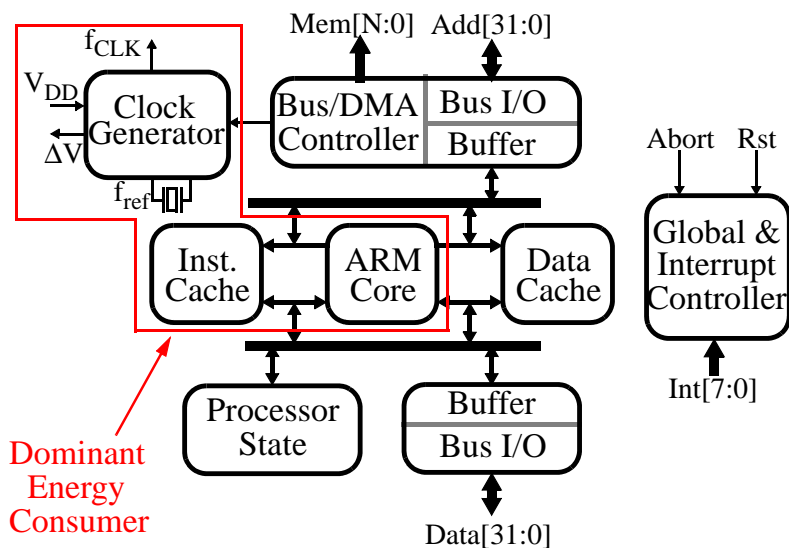 Mem[N:0]
Add[31:0]
fCLK
VDD
Clock
Generator
ΔV
fref
Bus/DMA
Controller
Bus I/O
Buffer
Abort
Rst
Inst.
Cache
ARM
Core
Data
Cache
Global &
Interrupt
Controller
Int[7:0]
Processor
State
Buffer
Bus I/O
Dominant
Energy
Consumer
Data[31:0]